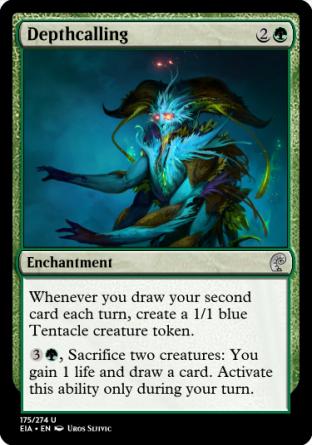 Depthcalling 2
Enchantment
Whenever you draw your second
card each turn, create a 1/1 blue
Tentacle creature token.
3, Sacrifice two creatures: You
gain 1 life and draw a card. Activate
this ability only during your turn.
175/274 U
EIA • EN Uros Sljivic